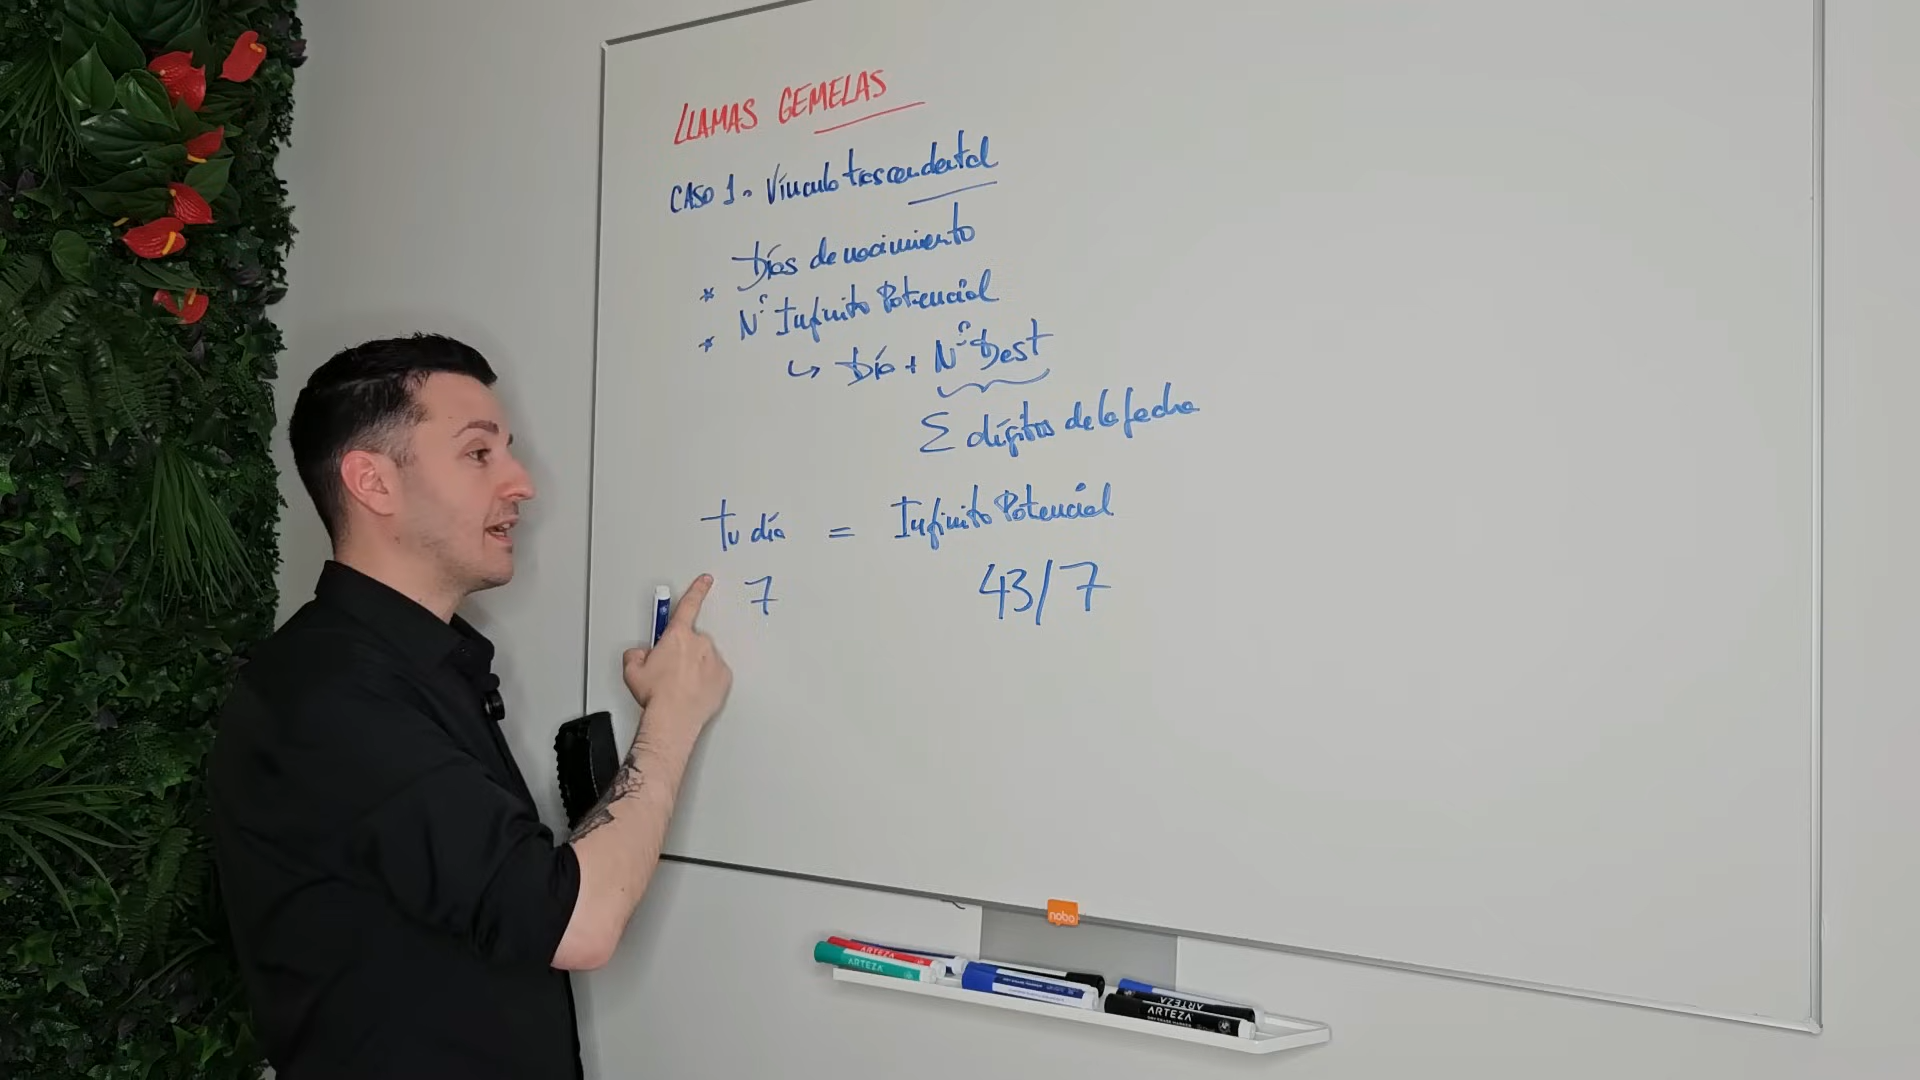 LLAMAS GEMELAS
CASO 1. Vínculo trascendental
* Días de nacimiento
* Nº Infinito Potencial
↳ Día + Nº Dest
Σ dígitos de la fecha
Tu día = Infinito Potencial
7 43/7
nobo
ARTEZA
ARTEZA
ARTEZA
ARTEZA